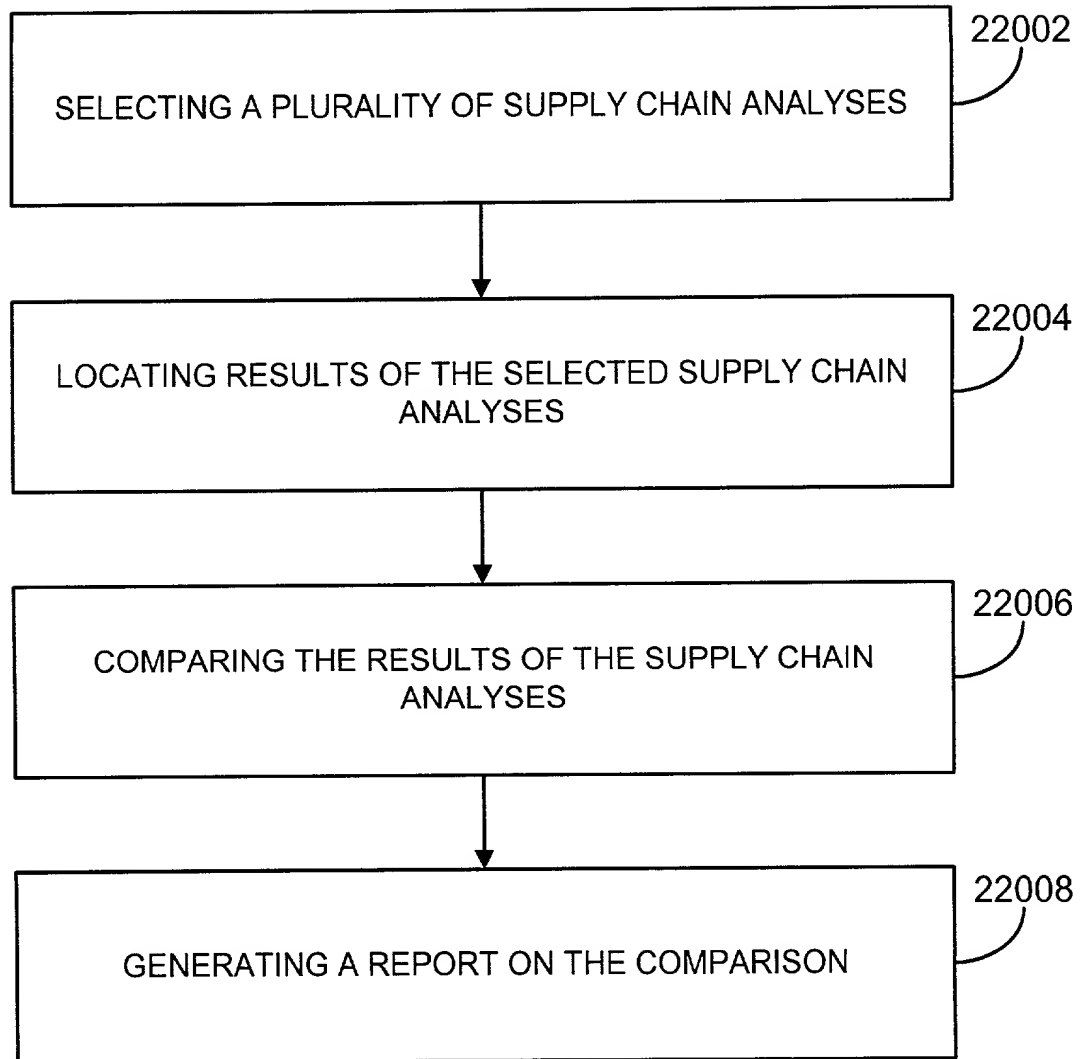 22002
SELECTING A PLURALITY OF SUPPLY CHAIN ANALYSES
22004
LOCATING RESULTS OF THE SELECTED SUPPLY CHAIN
ANALYSES
22006
COMPARING THE RESULTS OF THE SUPPLY CHAIN
ANALYSES
22008
GENERATING A REPORT ON THE COMPARISON